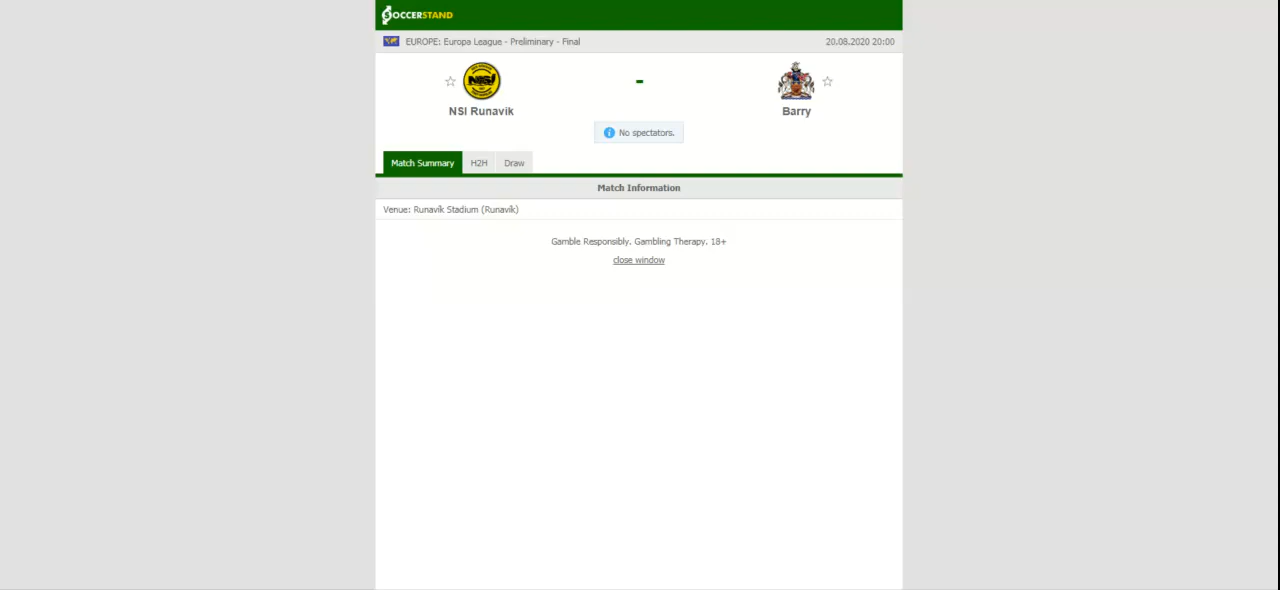 SOCCERSTAND
EUROPE: Europa League - Preliminary - Final 20.08.2020 20:00
NSI
-
NSI Runavik Barry
No spectators.
Match Summary H2H Draw
Match Information
Venue: Runavík Stadium (Runavík)
Gamble Responsibly. Gambling Therapy. 18+
close window